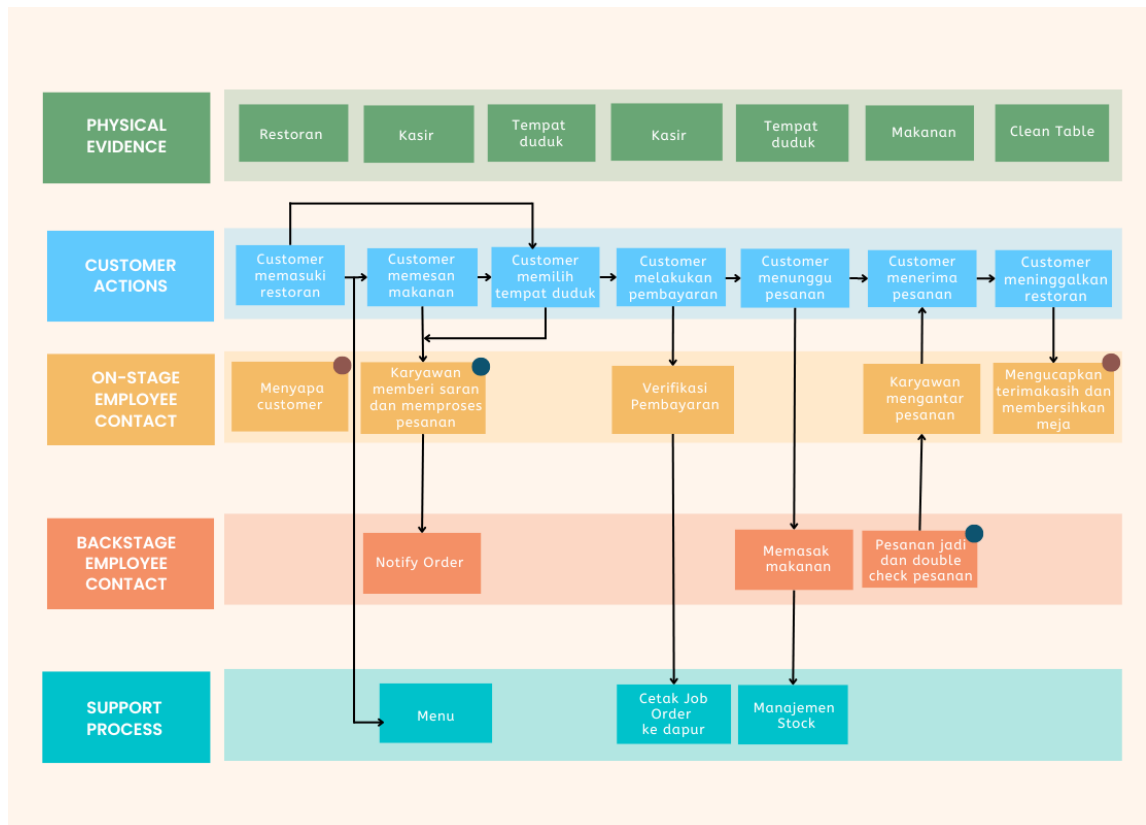 PHYSICAL
EVIDENCE
Restoran
Kasir
Tempat
duduk
Kasir
Tempat
duduk
Makanan
Clean Table
CUSTOMER
ACTIONS
Customer
memasuki
restoran
Customer
memesan
makanan
Customer
memilih
tempat duduk
Customer
melakukan
pembayaran
Customer
menunggu
pesanan
Customer
menerima
pesanan
Customer
meninggalkan
restoran
ON-STAGE
EMPLOYEE
CONTACT
Menyapa
customer
Karyawan
memberi saran
dan memproses
pesanan
Verifikasi
Pembayaran
Karyawan
mengantar
pesanan
Mengucapkan
terimakasih dan
membersihkan
meja
BACKSTAGE
EMPLOYEE
CONTACT
Notify Order
Memasak
makanan
Pesanan jadi
dan double
check pesanan
SUPPORT
PROCESS
Menu
Cetak Job
Order
ke dapur
Manajemen
Stock